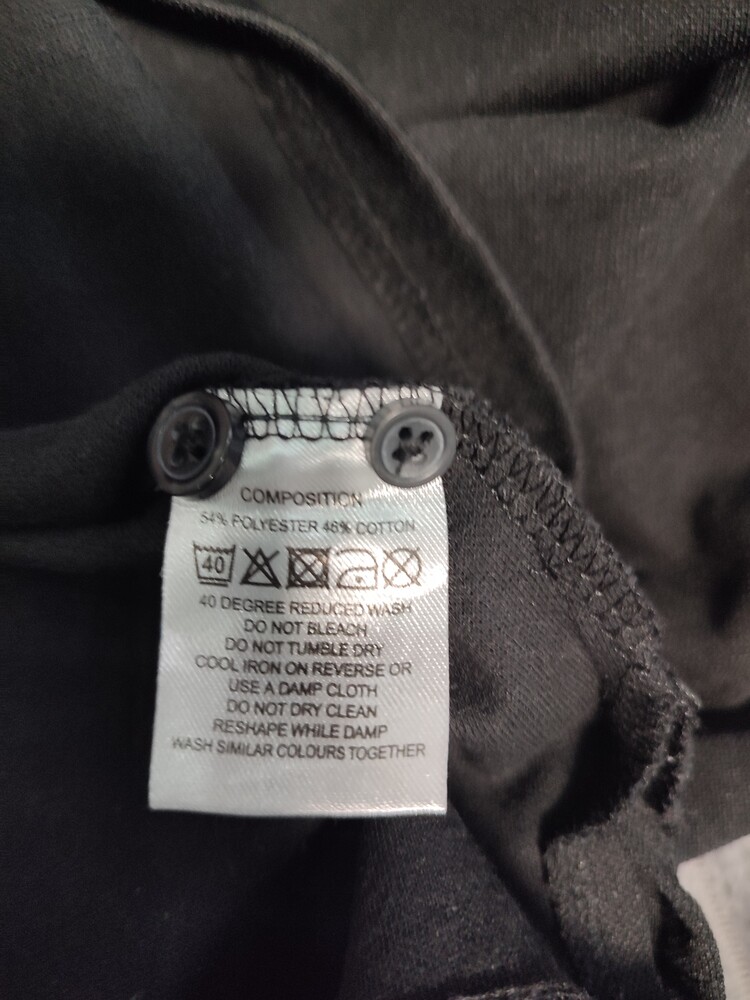 COMPOSITION
54% POLYESTER 46% COTTON
40
40 DEGREE REDUCED WASH
DO NOT BLEACH
DO NOT TUMBLE DRY
COOL IRON ON REVERSE OR
USE A DAMP CLOTH
DO NOT DRY CLEAN
RESHAPE WHILE DAMP
WASH SIMILAR COLOURS TOGETHER